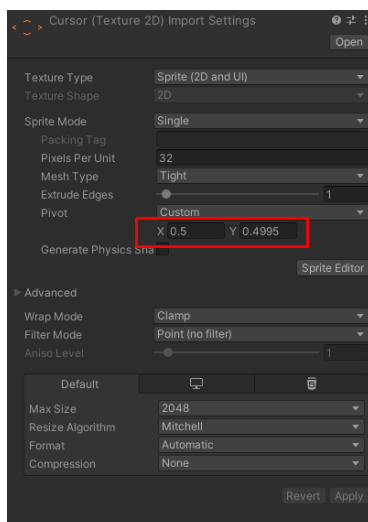 Cursor (Texture 2D) Import Settings
Open
Texture Type Sprite (2D and UI)
Texture Shape 2D
Sprite Mode Single
Packing Tag
Pixels Per Unit 32
Mesh Type Tight
Extrude Edges 1
Pivot Custom
X 0.5 Y 0.4995
Generate Physics Sha
Sprite Editor
Advanced
Wrap Mode Clamp
Filter Mode Point (no filter)
Aniso Level 1
Default
Max Size 2048
Resize Algorithm Mitchell
Format Automatic
Compression None
Revert Apply